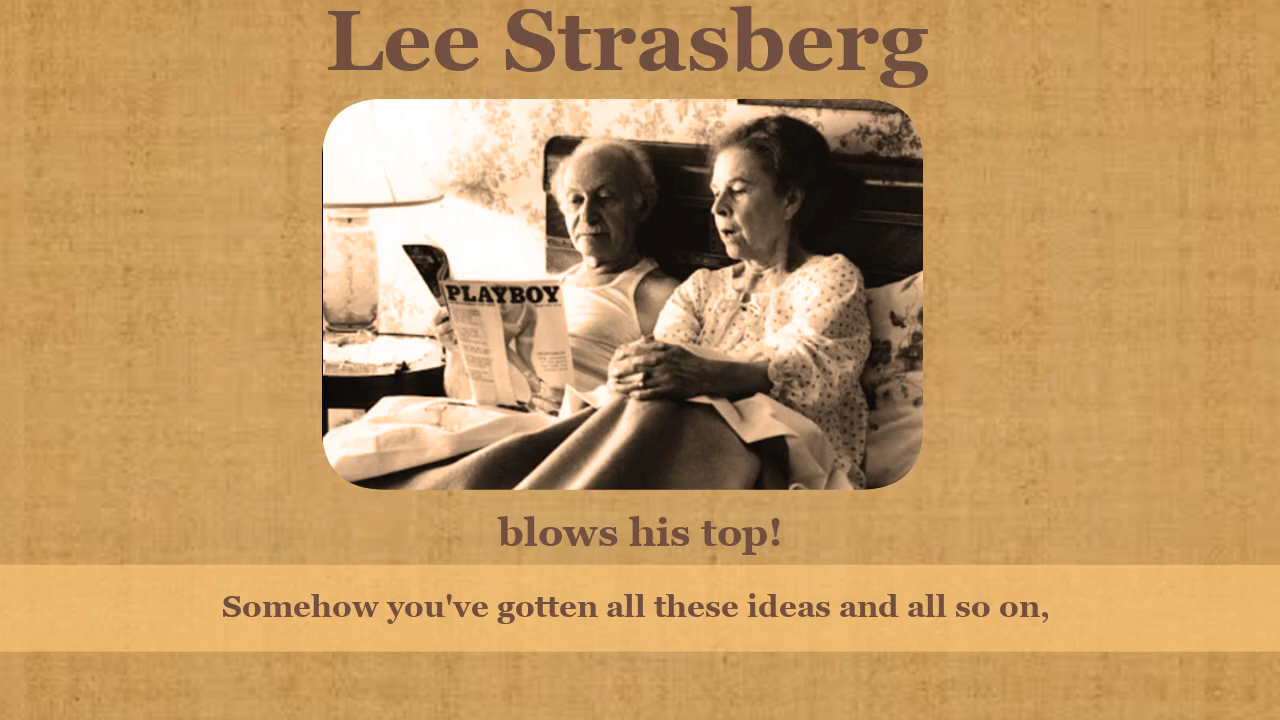 Lee Strasberg
PLAYBOY
blows his top!
Somehow you've gotten all these ideas and all so on,